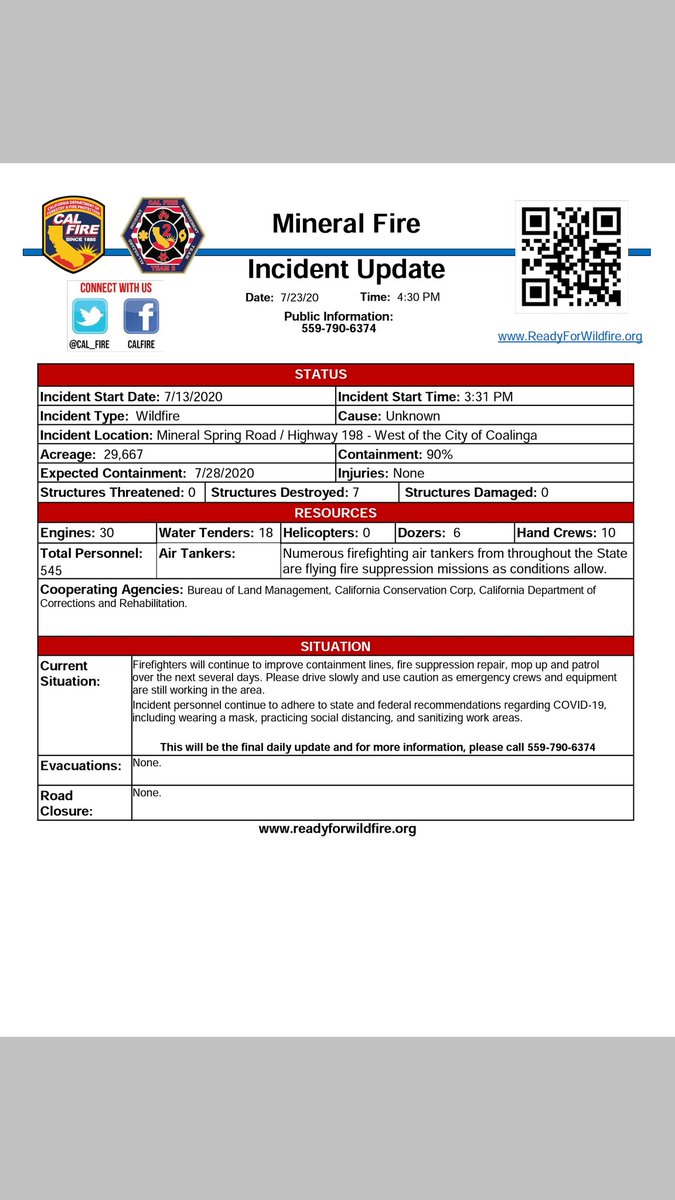 CALIFORNIA DEPARTMENT OF
FORESTRY & FIRE PROTECTION
CAL
FIRE
SINCE 1885
CAL FIRE
2
TEAM 2
Mineral Fire
Incident Update
CONNECT WITH US
@CAL_FIRE CALFIRE
Date: 7/23/20 Time: 4:30 PM
Public Information:
559-790-6374
www.ReadyForWildfire.org
STATUS
Incident Start Date: 7/13/2020 Incident Start Time: 3:31 PM
Incident Type: Wildfire Cause: Unknown
Incident Location: Mineral Spring Road / Highway 198 - West of the City of Coalinga
Acreage: 29,667 Containment: 90%
Expected Containment: 7/28/2020 Injuries: None
Structures Threatened: 0 Structures Destroyed: 7 Structures Damaged: 0
RESOURCES
Engines: 30 Water Tenders: 18 Helicopters: 0 Dozers: 6 Hand Crews: 10
Total Personnel: 545 Air Tankers: Numerous firefighting air tankers from throughout the State
are flying fire suppression missions as conditions allow.
Cooperating Agencies: Bureau of Land Management, California Conservation Corp, California Department of
Corrections and Rehabilitation.
SITUATION
Current
Situation:
Firefighters will continue to improve containment lines, fire suppression repair, mop up and patrol
over the next several days. Please drive slowly and use caution as emergency crews and equipment
are still working in the area.
Incident personnel continue to adhere to state and federal recommendations regarding COVID-19,
including wearing a mask, practicing social distancing, and sanitizing work areas.
This will be the final daily update and for more information, please call 559-790-6374
Evacuations: None.
Road
Closure:
None.
www.readyforwildfire.org